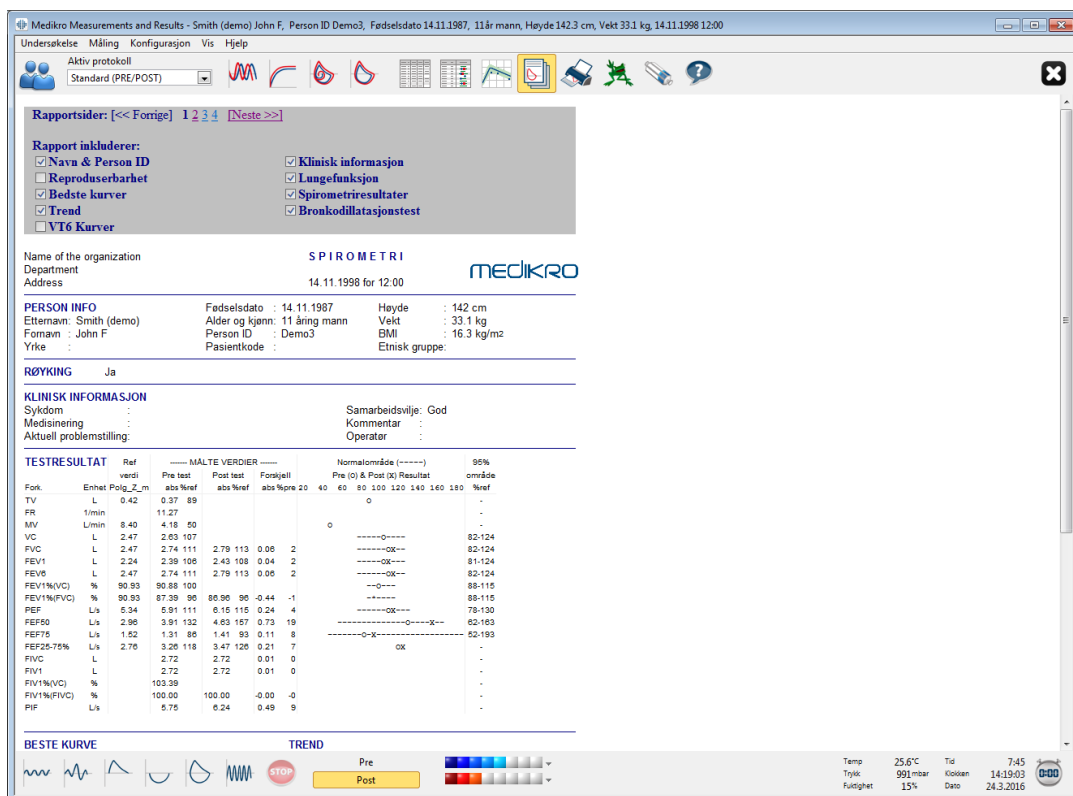 Medikro Measurements and Results - Smith (demo) John F, Person ID Demo3, Fødselsdato 14.11.1987, 11år mann, Høyde 142.3 cm, Vekt 33.1 kg, 14.11.1998 12:00
Undersøkelse Måling Konfigurasjon Vis Hjelp
Aktiv protokoll
Standard (PRE/POST)
Rapportsider: [<< Forrige] 1 2 3 4 [Neste >>]
Rapport inkluderer:
Navn & Person ID Klinisk informasjon
Reproduserbarhet Lungefunksjon
Bedste kurver Spirometriresultater
Trend Bronkodillatasjonstest
VT6 Kurver
Name of the organization SPIROMETRI
Department MEDIKRO
Address 14.11.1998 for 12:00
PERSON INFO Fødselsdato : 14.11.1987 Høyde : 142 cm
Etternavn: Smith (demo) Alder og kjønn: 11 åring mann Vekt : 33.1 kg
Fornavn : John F Person ID : Demo3 BMI : 16.3 kg/m2
Yrke : Pasientkode : Etnisk gruppe:
RØYKING Ja
KLINISK INFORMASJON
Sykdom : Samarbeidsvilje: God
Medisinering : Kommentar :
Aktuell problemstilling: Operatør :
TESTRESULTAT Ref ------- MÅLTE VERDIER ------- Normalområde (-----) 95%
verdi Pre test Post test Forskjell Pre (O) & Post (X) Resultat område
Fork. Enhet Polg_Z_m abs %ref abs %ref abs %pre 20 40 60 80 100 120 140 160 180 %ref
TV L 0.42 0.37 89 o -
FR 1/min 11.27 -
MV L/min 8.40 4.18 50 o -
VC L 2.47 2.63 107 -----o---- 82-124
FVC L 2.47 2.74 111 2.79 113 0.06 2 ------ox-- 82-124
FEV1 L 2.24 2.39 106 2.43 108 0.04 2 -----ox--- 81-124
FEV6 L 2.47 2.74 111 2.79 113 0.06 2 ------ox-- 82-124
FEV1%(VC) % 90.93 90.88 100 --o--- 88-115
FEV1%(FVC) % 90.93 87.39 96 86.96 96 -0.44 -1 -*---- 88-115
PEF L/s 5.34 5.91 111 6.15 115 0.24 4 ------ox--- 78-130
FEF50 L/s 2.96 3.91 132 4.63 157 0.73 19 --------------o----x-- 62-163
FEF75 L/s 1.52 1.31 86 1.41 93 0.11 8 -------o-x------------------ 52-193
FEF25-75% L/s 2.76 3.26 118 3.47 126 0.21 7 ox -
FIVC L 2.72 2.72 0.01 0 -
FIV1 L 2.72 2.72 0.01 0 -
FIV1%(VC) % 103.39 -
FIV1%(FIVC) % 100.00 100.00 -0.00 -0 -
PIF L/s 5.75 6.24 0.49 9 -
BESTE KURVE TREND
STOP
Pre
Post
Temp 25.6°C Tid 7:45
Trykk 991 mbar Klokken 14:19:03
Fuktighet 15% Dato 24.3.2016
0:00